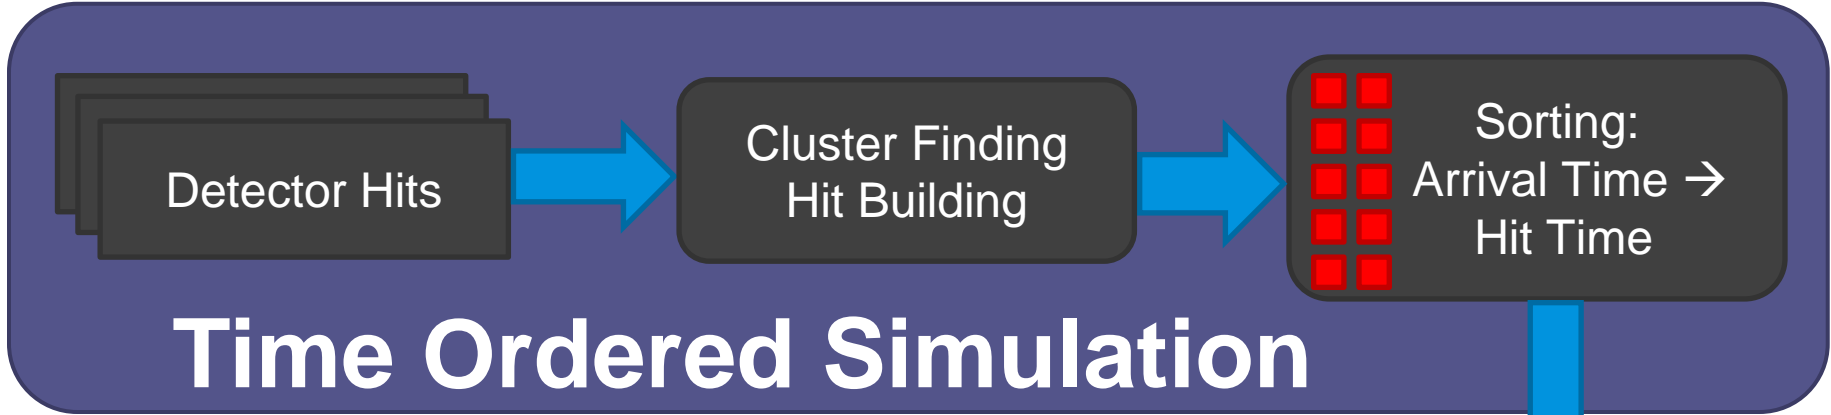 Detector Hits
Cluster Finding
Hit Building
Sorting:
Arrival Time →
Hit Time
Time Ordered Simulation